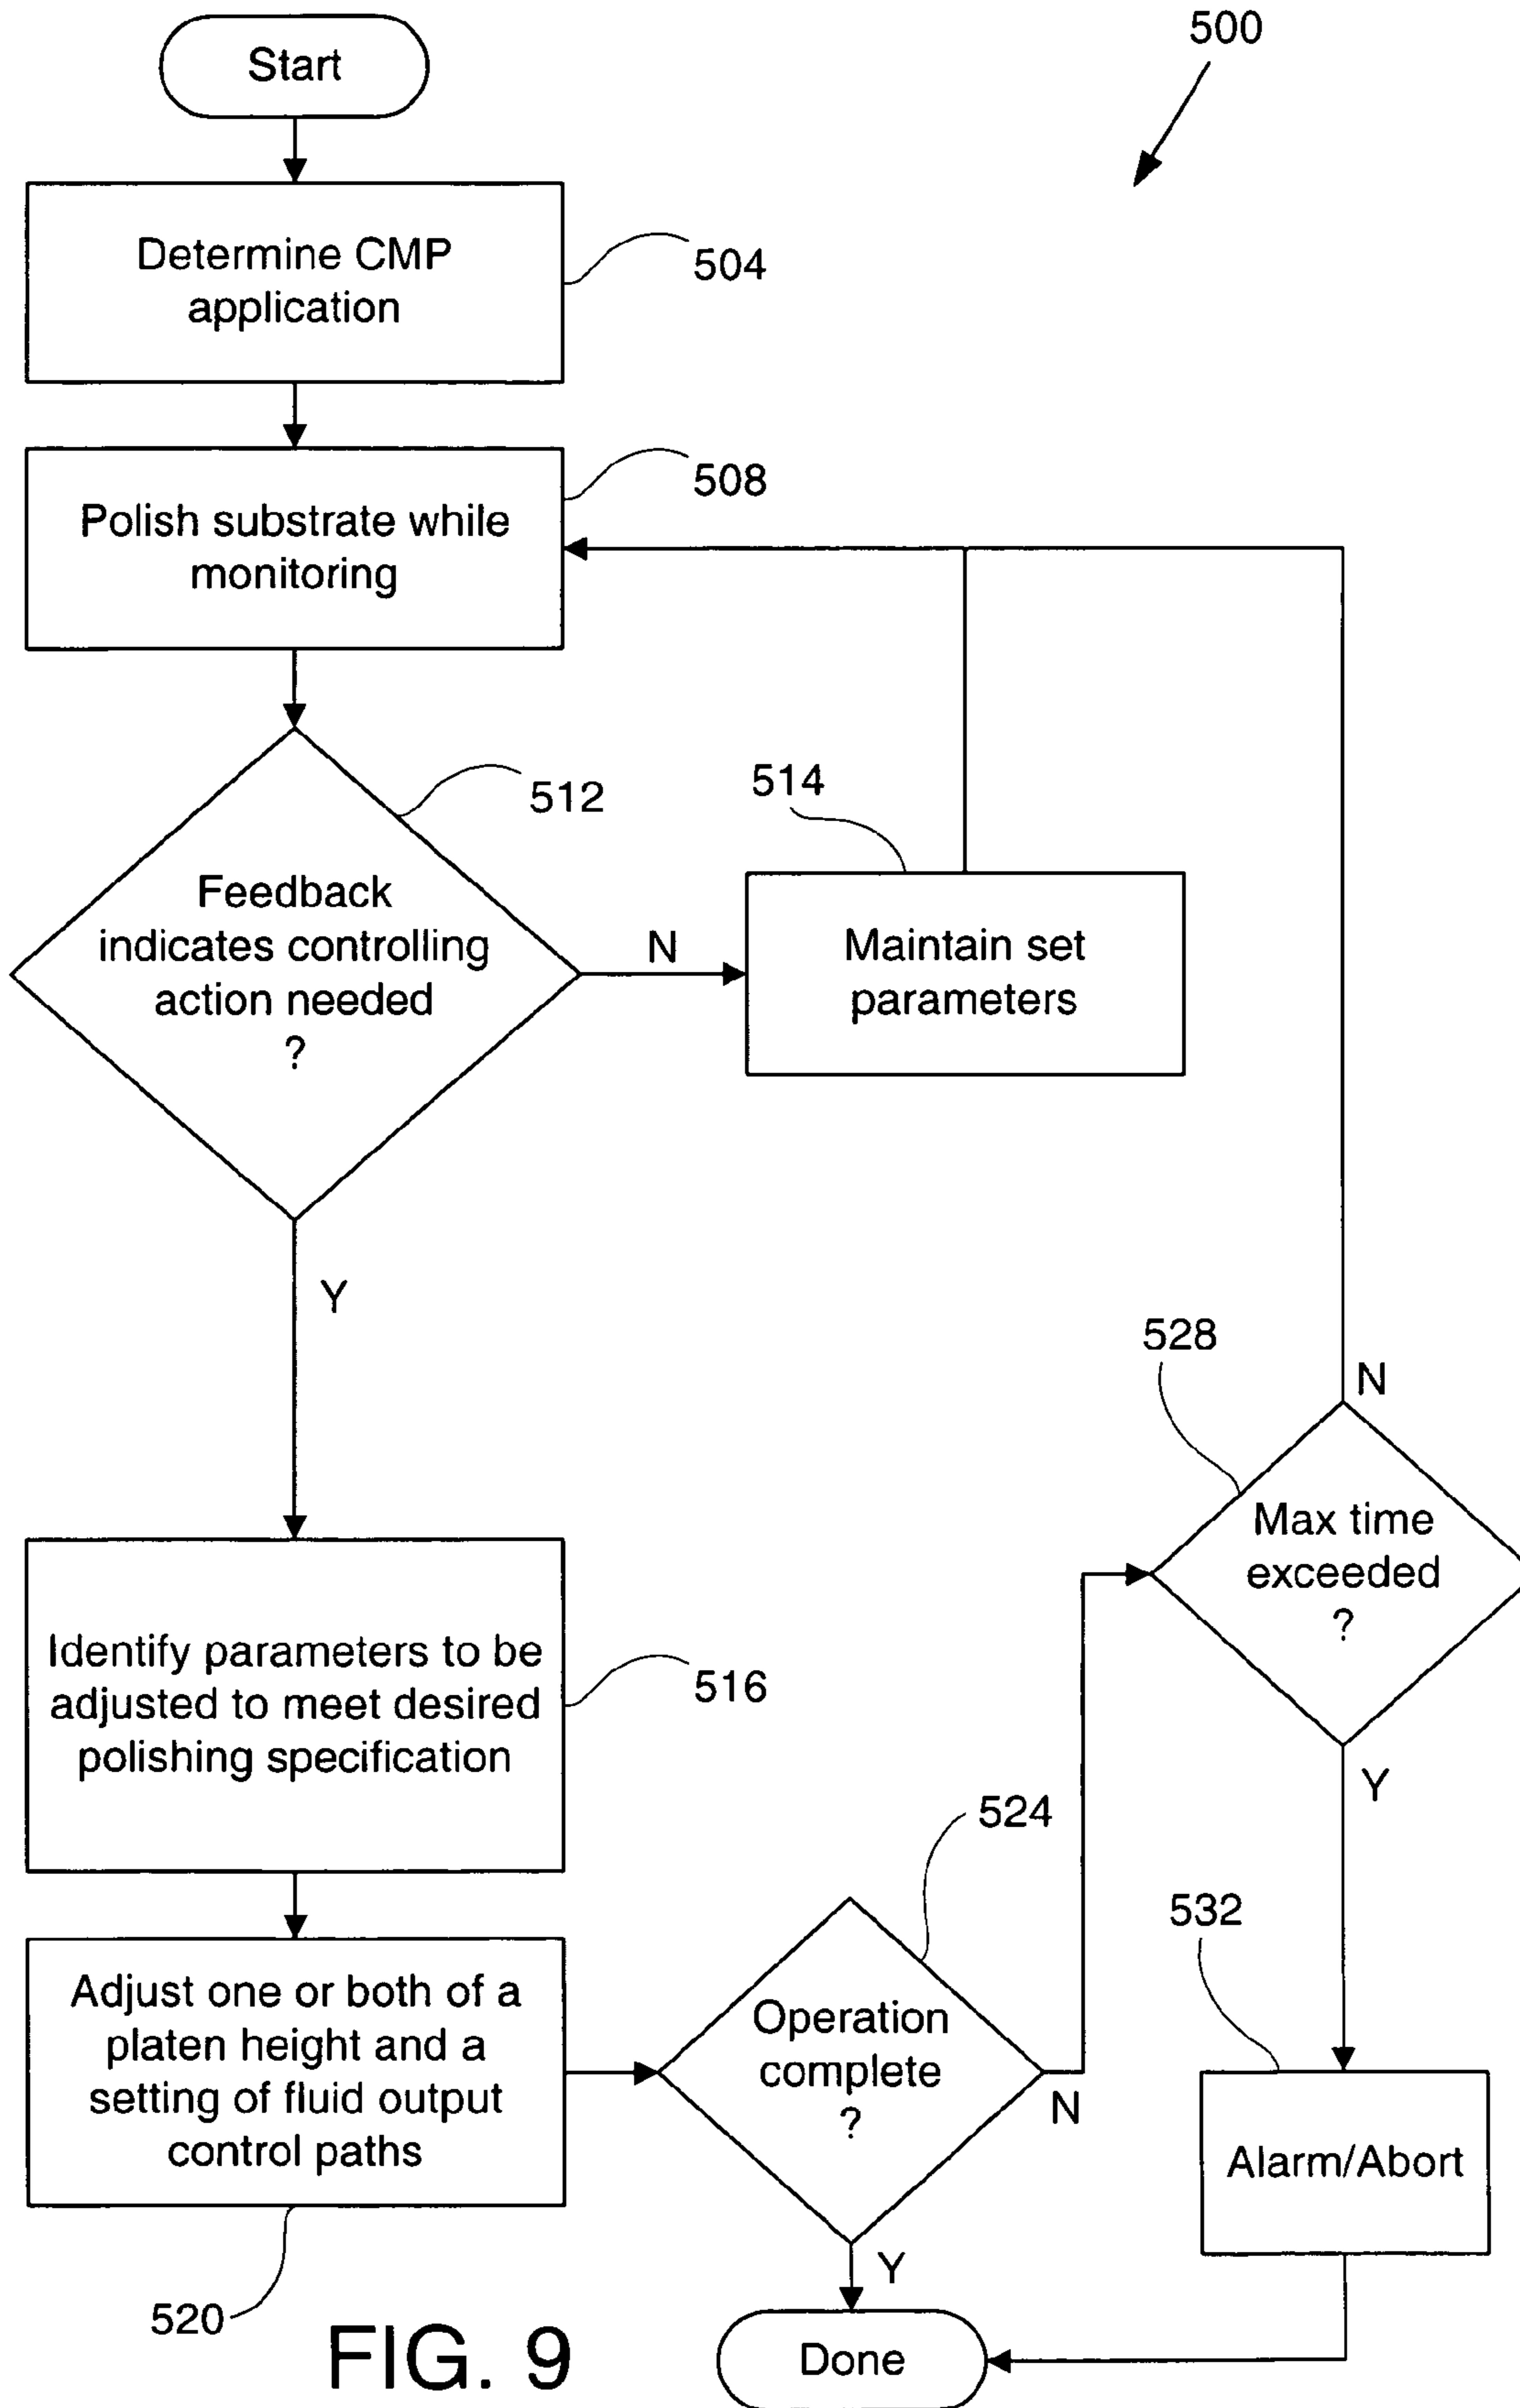 500
Start
Determine CMP
application
504
Polish substrate while
monitoring
508
Feedback
indicates controlling
action needed
?
512
N
514
Maintain set
parameters
Y
528
N
Max time
exceeded
?
Y
Identify parameters to be
adjusted to meet desired
polishing specification
516
Adjust one or both of a
platen height and a
setting of fluid output
control paths
520
524
Operation
complete
?
N
Y
532
Alarm/Abort
Done
FIG. 9